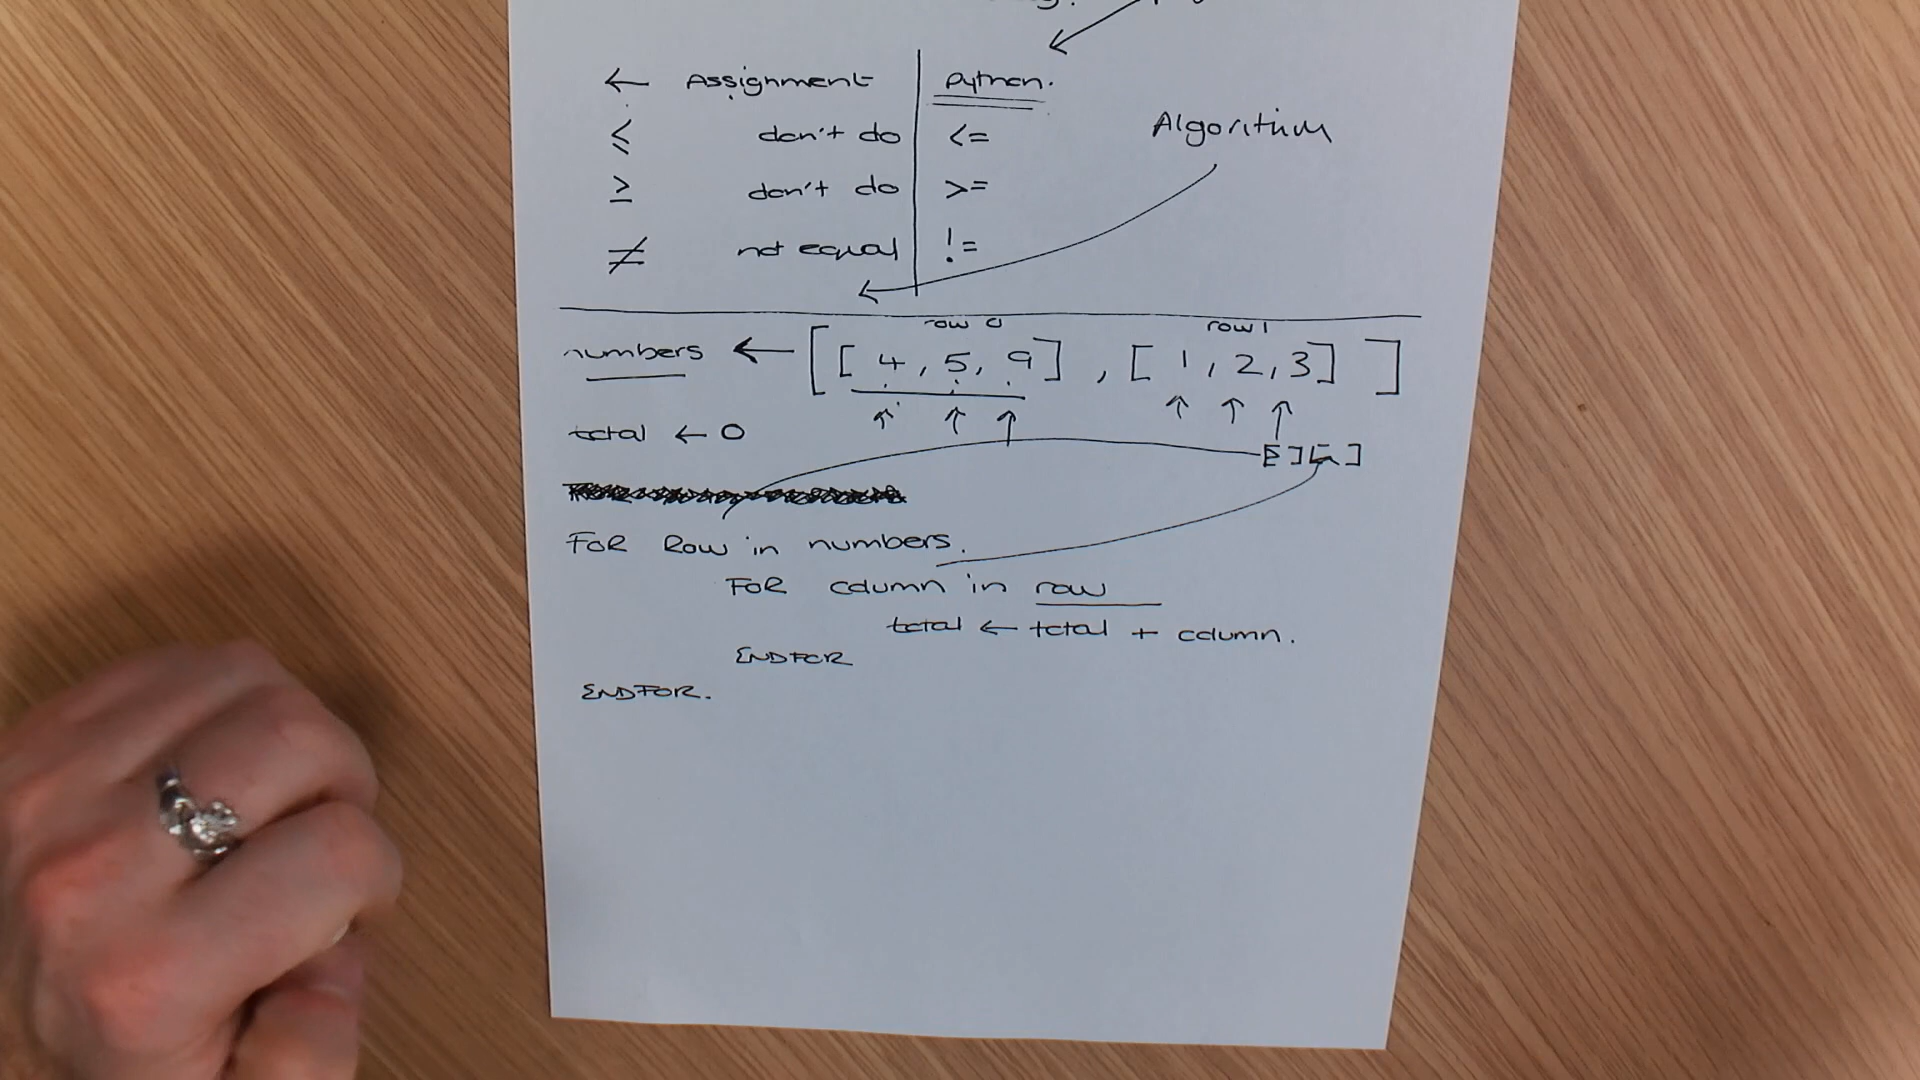 ← Assignment Python.
≤ don't do <=
Algorithm
≥ don't do >=
≠ not equal !=
row 0 row 1
numbers ← [[4, 5, 9], [1, 2, 3]]
total ← 0
[ ][ ]
FOR Row in numbers.
FOR column in row
total ← total + column.
ENDFOR
ENDFOR.